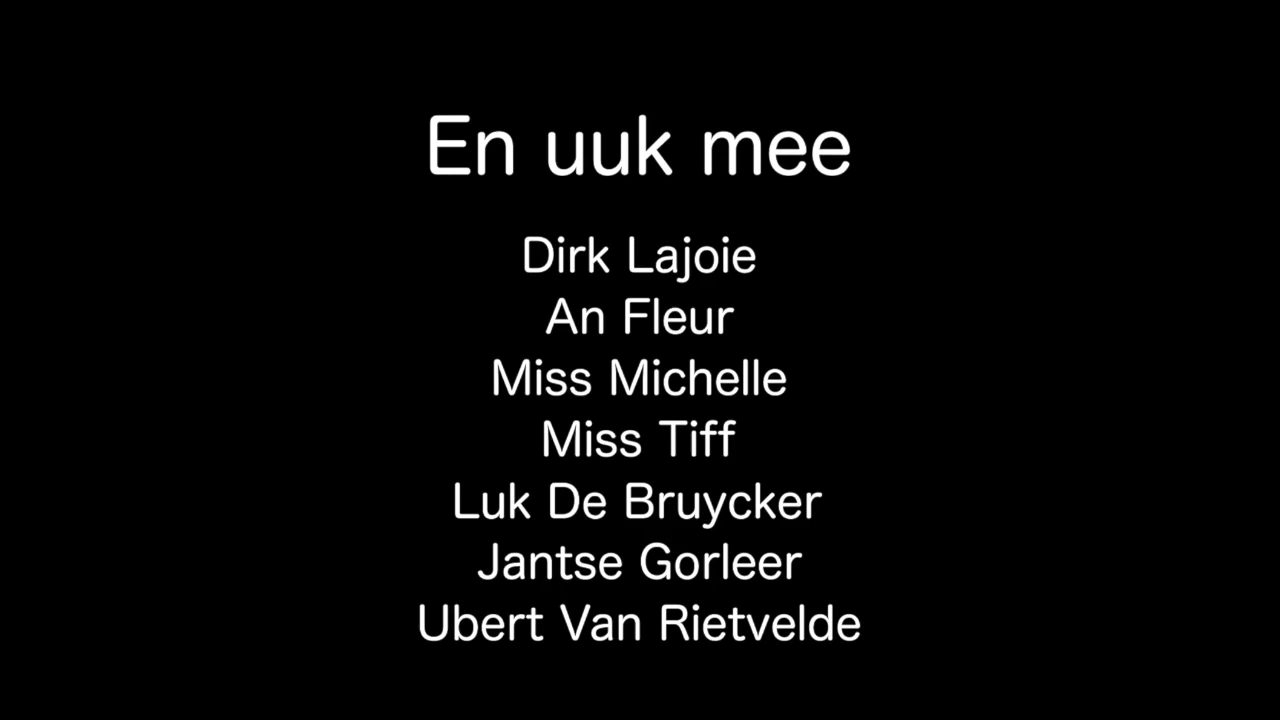 En uuk mee
Dirk Lajoie
An Fleur
Miss Michelle
Miss Tiff
Luk De Bruycker
Jantse Gorleer
Ubert Van Rietvelde